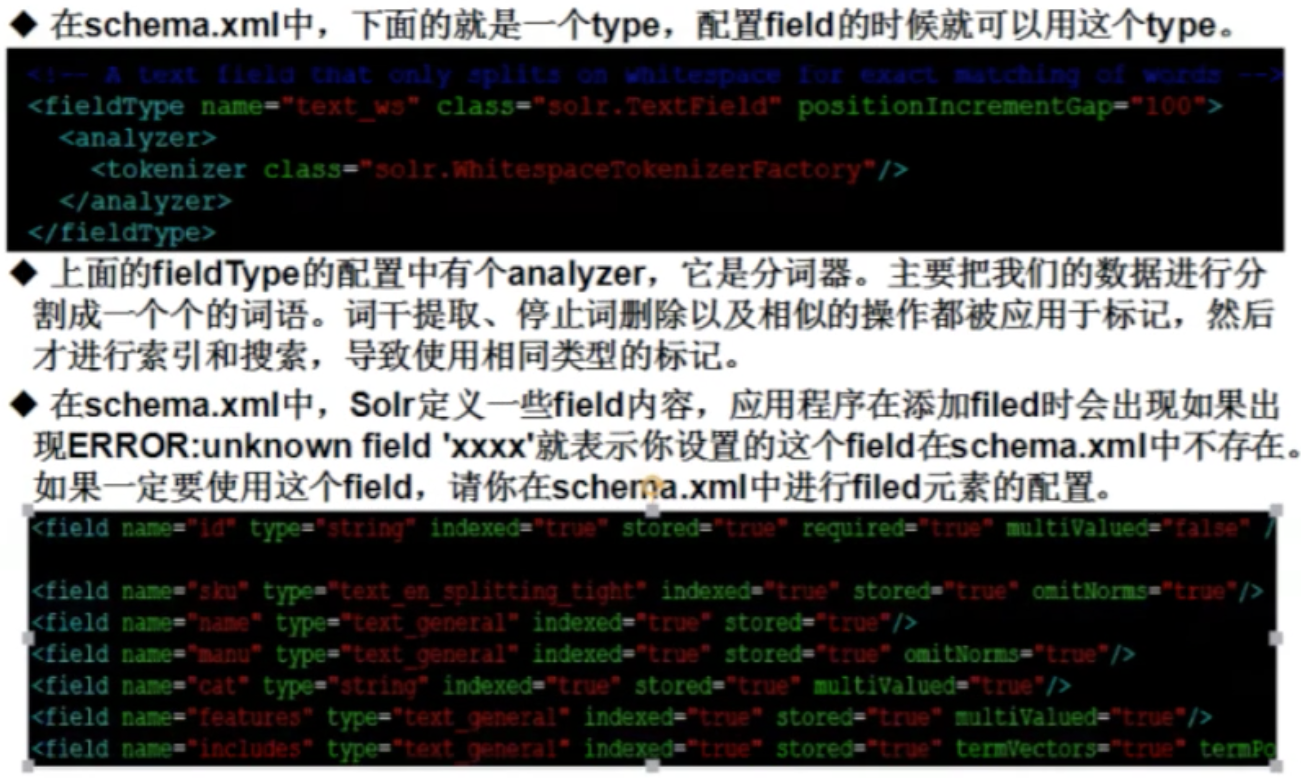 ◆ 在schema.xml中，下面的就是一个type，配置field的时候就可以用这个type。
<!-- A text field that only splits on whitespace for exact matching of words -->
<fieldType name="text_ws" class="solr.TextField" positionIncrementGap="100">
<analyzer>
<tokenizer class="solr.WhitespaceTokenizerFactory"/>
</analyzer>
</fieldType>
◆ 上面的fieldType的配置中有个analyzer，它是分词器。主要把我们的数据进行分
割成一个个的词语。词干提取、停止词删除以及相似的操作都被应用于标记，然后
才进行索引和搜索，导致使用相同类型的标记。
◆ 在schema.xml中，Solr定义一些field内容，应用程序在添加filed时会出现如果出
现ERROR:unknown field 'xxxx'就表示你设置的这个field在schema.xml中不存在。
如果一定要使用这个field，请你在schema.xml中进行filed元素的配置。
<field name="id" type="string" indexed="true" stored="true" required="true" multiValued="false" /
<field name="sku" type="text_en_splitting_tight" indexed="true" stored="true" omitNorms="true"/>
<field name="name" type="text_general" indexed="true" stored="true"/>
<field name="manu" type="text_general" indexed="true" stored="true" omitNorms="true"/>
<field name="cat" type="string" indexed="true" stored="true" multiValued="true"/>
<field name="features" type="text_general" indexed="true" stored="true" multiValued="true"/>
<field name="includes" type="text_general" indexed="true" stored="true" termVectors="true" termPo